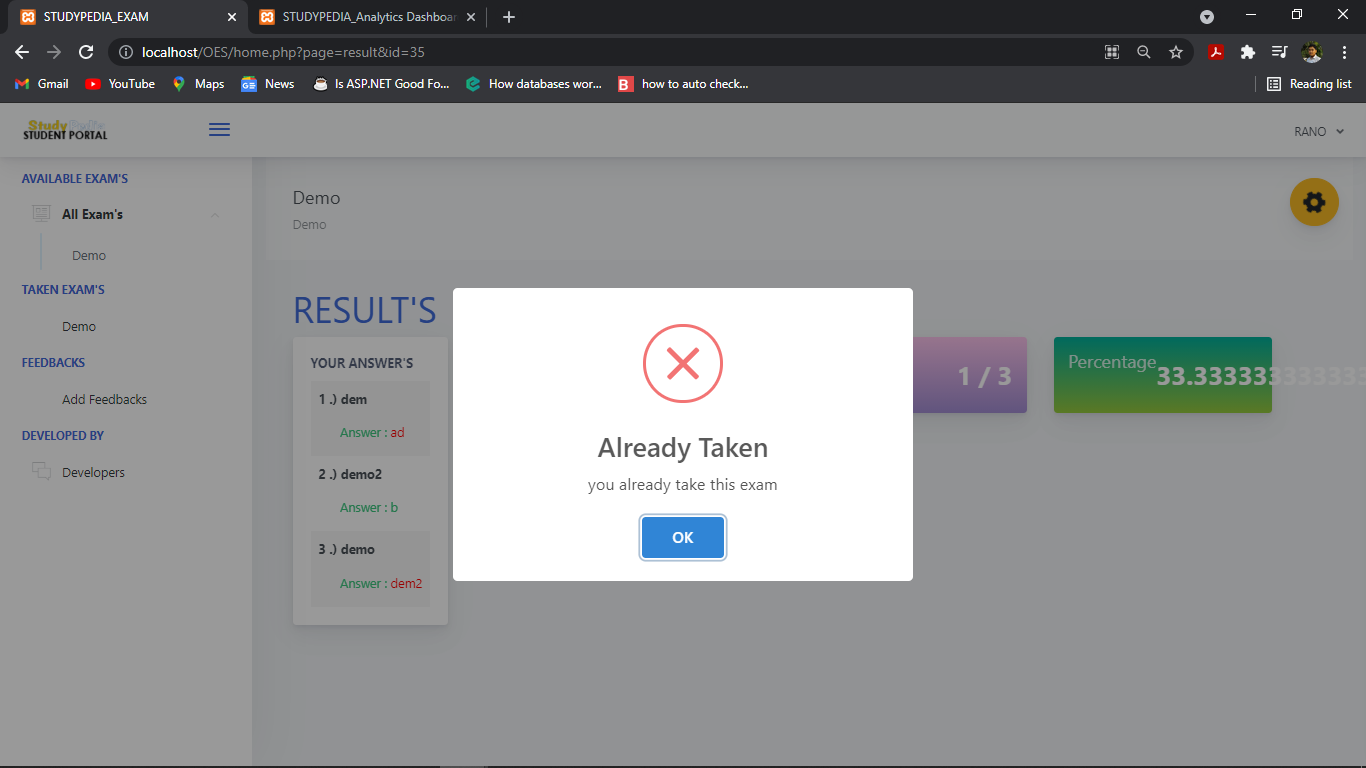 STUDYPEDIA_EXAM
STUDYPEDIA_Analytics Dashboar
localhost/OES/home.php?page=result&id=35
Gmail
YouTube
Maps
News
Is ASP.NET Good Fo...
How databases wor...
how to auto check...
Reading list
Study
STUDENT PORTAL
RANO
AVAILABLE EXAM'S
All Exam's
Demo
TAKEN EXAM'S
Demo
FEEDBACKS
Add Feedbacks
DEVELOPED BY
Developers
Demo
Demo
RESULT'S
YOUR ANSWER'S
1 .) dem
Answer : ad
2 .) demo2
Answer : b
3 .) demo
Answer : dem2
1 / 3
Percentage
33.3333333333333
Already Taken
you already take this exam
OK